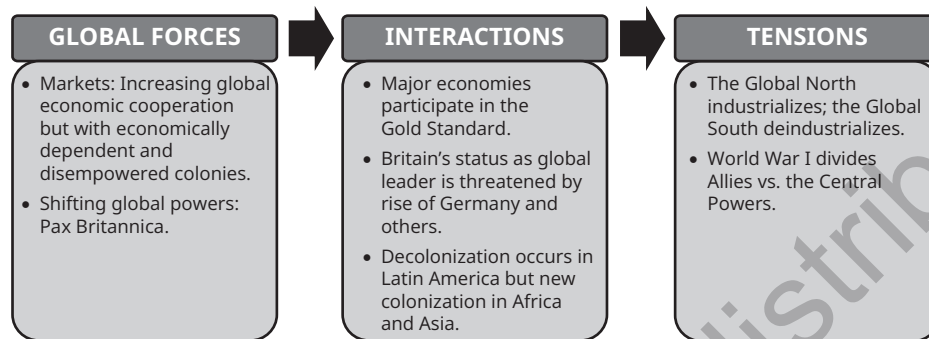 GLOBAL FORCES
• Markets: Increasing global
economic cooperation
but with economically
dependent and
disempowered colonies.
• Shifting global powers:
Pax Britannica.
INTERACTIONS
• Major economies
participate in the
Gold Standard.
• Britain’s status as global
leader is threatened by
rise of Germany and
others.
• Decolonization occurs in
Latin America but new
colonization in Africa
and Asia.
TENSIONS
• The Global North
industrializes; the Global
South deindustrializes.
• World War I divides
Allies vs. the Central
Powers.
distrib